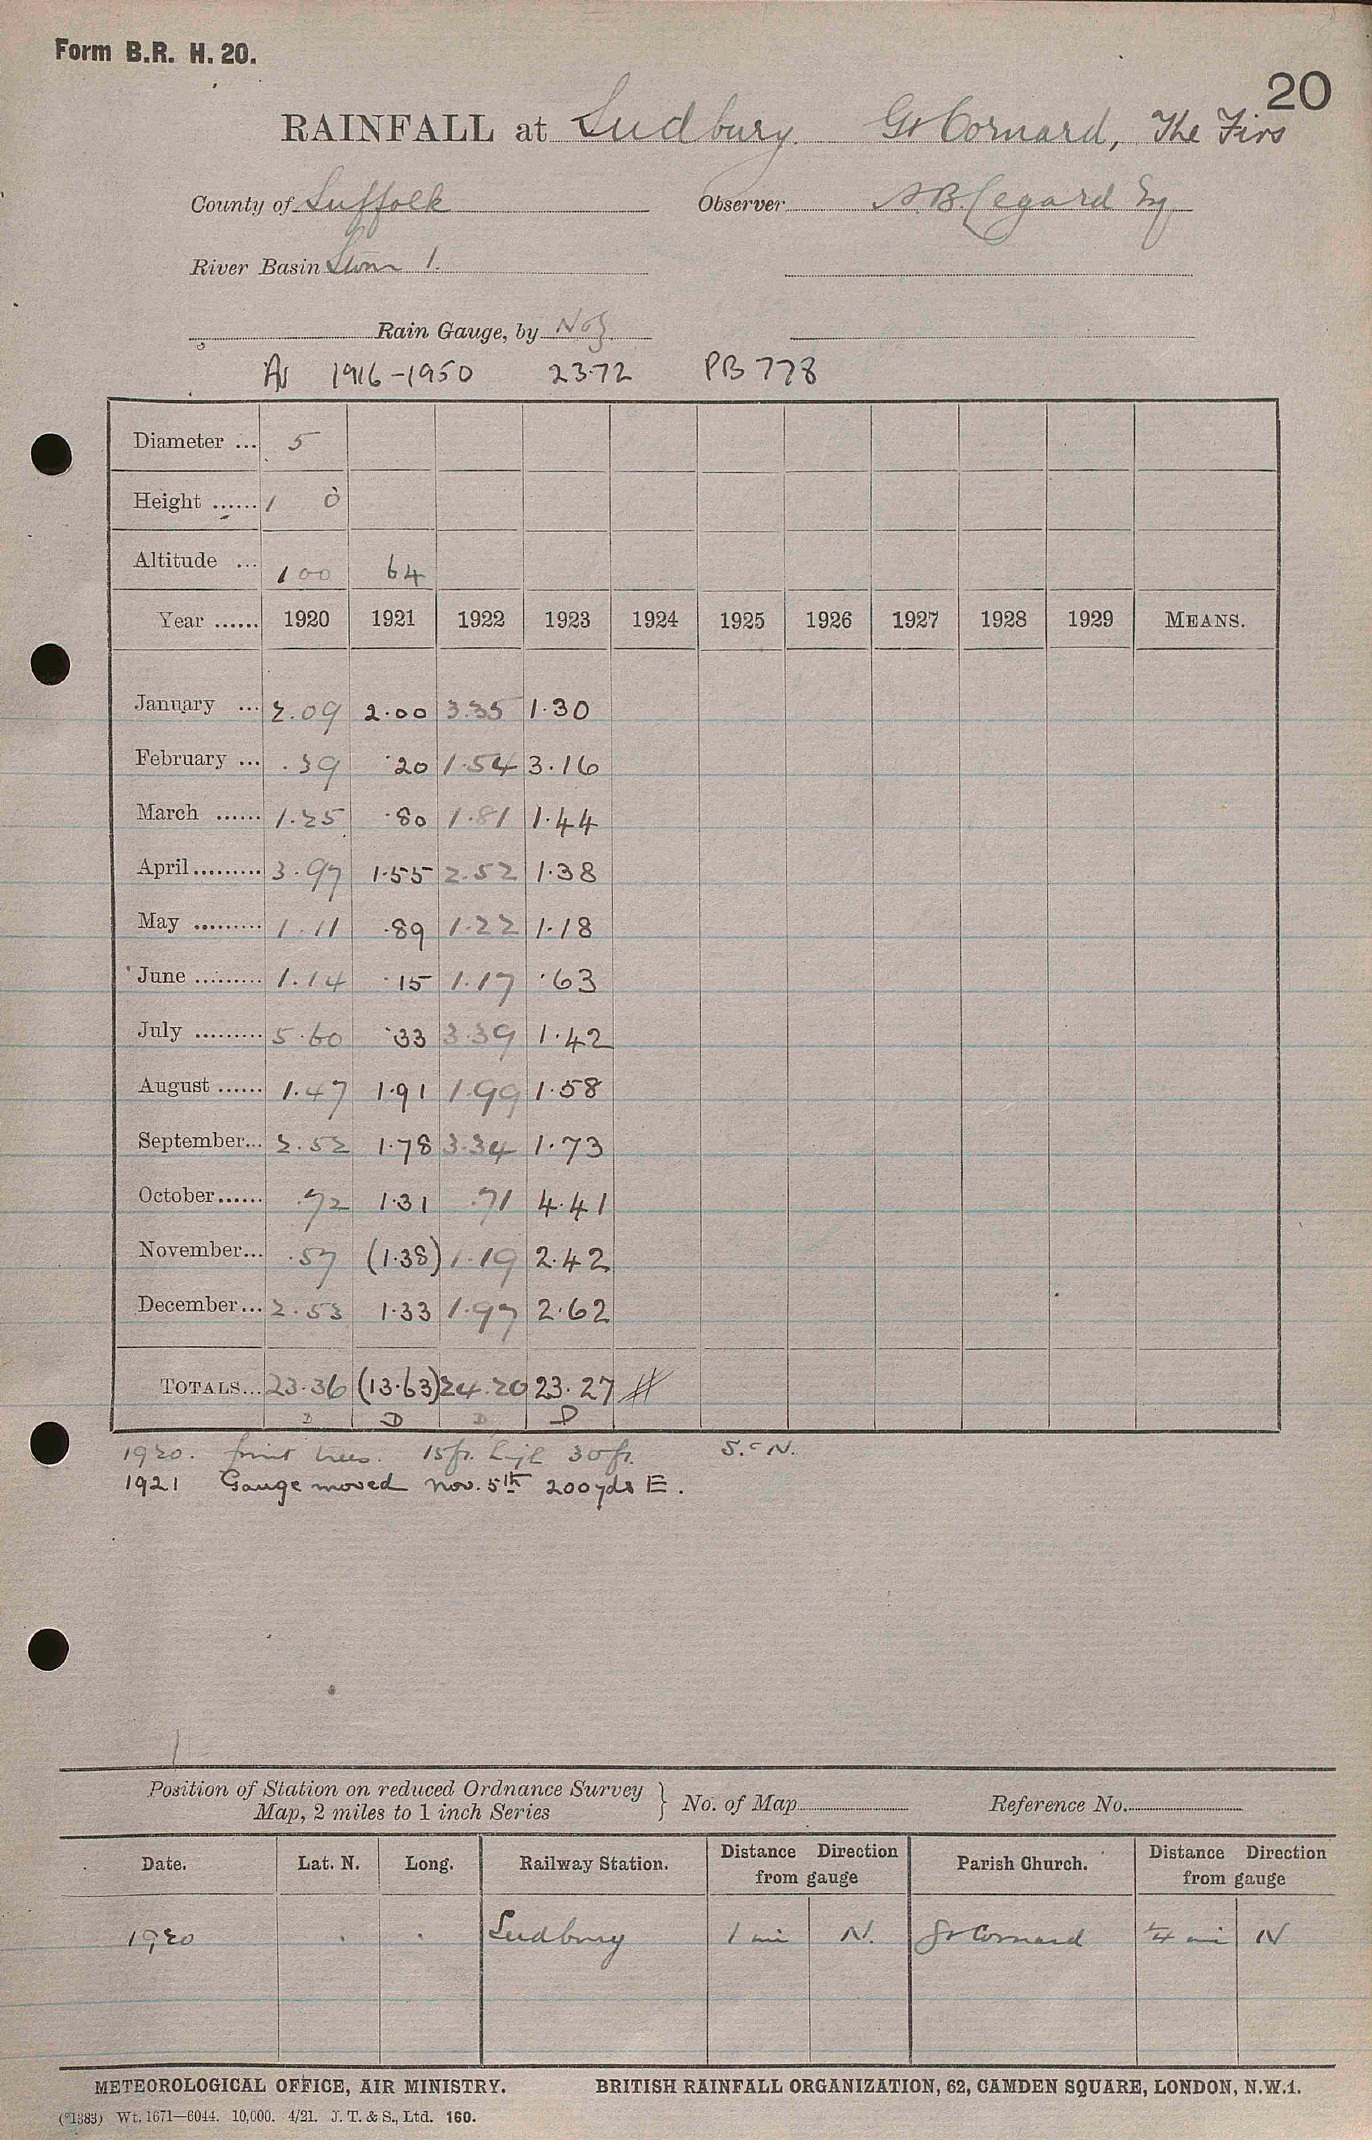 Form B.R. H. 20.
20
RAINFALL at Sudbury. Gt Cornard, The Firs
County of Suffolk Observer A.B. Legard Esq
River Basin Stour 1.
Rain Gauge, by Neg.
Av 1916-1950 23.72 PB 778
Diameter ... 5
Height ...... 1 0
Altitude ... 100 64
Year ...... 1920 1921 1922 1923 1924 1925 1926 1927 1928 1929 MEANS.
January ... 2.09 2.00 3.35 1.30
February ... .39 .20 1.54 3.16
March ...... 1.25 .80 1.81 1.44
April ......... 3.97 1.55 2.52 1.38
May ......... 1.11 .89 1.22 1.18
June ......... 1.14 .15 1.17 .63
July ......... 5.60 .33 3.39 1.42
August ...... 1.47 1.91 1.99 1.58
September... 2.52 1.78 3.34 1.73
October...... .72 1.31 .71 4.41
November... .57 (1.38) 1.19 2.42
December... 2.53 1.33 1.97 2.62
TOTALS... 23.36 (13.63) 24.20 23.27 #
D D D D
1920. fruit trees. 15ft. high 30ft. S. & N.
1921 Gauge moved Nov. 5th 200yds E.
Position of Station on reduced Ordnance Survey
Map, 2 miles to 1 inch Series } No. of Map Reference No.
Date. Lat. N. Long. Railway Station. Distance Direction from gauge Parish Church. Distance Direction from gauge
1920 Sudbury 1 mi N. Gt Cornard 1/4 mi N
METEOROLOGICAL OFFICE, AIR MINISTRY. BRITISH RAINFALL ORGANIZATION, 62, CAMDEN SQUARE, LONDON, N.W.1.
(*1383) Wt. 1671—6044. 10,000. 4/21. J. T. & S., Ltd. 160.